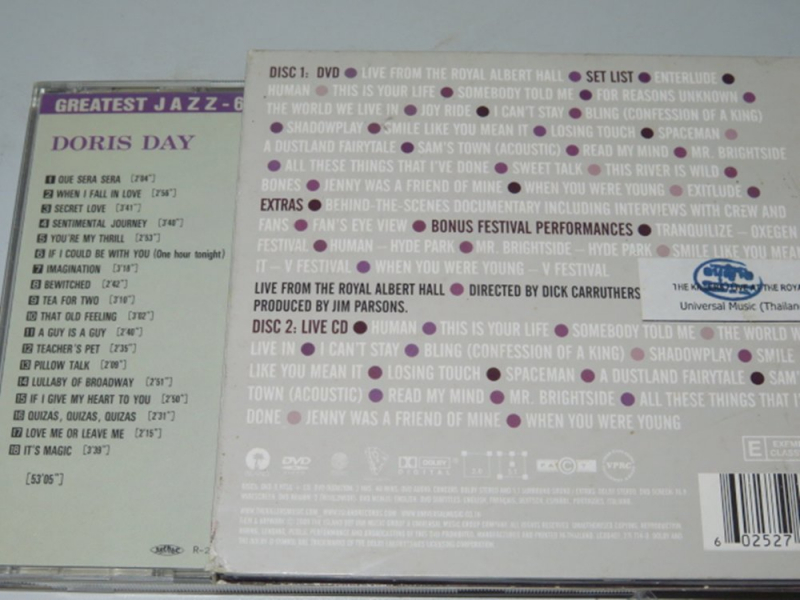 GREATEST JAZZ - 6
DORIS DAY
1 QUE SERA SERA [2'04"]
2 WHEN I FALL IN LOVE [2'56"]
3 SECRET LOVE [3'41"]
4 SENTIMENTAL JOURNEY [3'40"]
5 YOU'RE MY THRILL [2'53"]
6 IF I COULD BE WITH YOU (One hour tonight)
7 IMAGINATION [3'18"]
8 BEWITCHED [2'42"]
9 TEA FOR TWO [3'10"]
10 THAT OLD FEELING [3'02"]
11 A GUY IS A GUY [2'46"]
12 TEACHER'S PET [2'35"]
13 PILLOW TALK [2'09"]
14 LULLABY OF BROADWAY [2'51"]
15 IF I GIVE MY HEART TO YOU [2'50"]
16 QUIZAS, QUIZAS, QUIZAS [2'31"]
17 LOVE ME OR LEAVE ME [2'15"]
18 IT'S MAGIC [3'39"]
[53'05"]
R-2
DISC 1: DVD ● LIVE FROM THE ROYAL ALBERT HALL ● SET LIST ● ENTERLUDE ●
HUMAN ● THIS IS YOUR LIFE ● SOMEBODY TOLD ME ● FOR REASONS UNKNOWN ●
THE WORLD WE LIVE IN ● JOY RIDE ● I CAN'T STAY ● BLING (CONFESSION OF A KING)
● SHADOWPLAY ● SMILE LIKE YOU MEAN IT ● LOSING TOUCH ● SPACEMAN ●
A DUSTLAND FAIRYTALE ● SAM'S TOWN (ACOUSTIC) ● READ MY MIND ● MR. BRIGHTSIDE
● ALL THESE THINGS THAT I'VE DONE ● SWEET TALK ● THIS RIVER IS WILD ●
BONES ● JENNY WAS A FRIEND OF MINE ● WHEN YOU WERE YOUNG ● EXITLUDE ●
EXTRAS ● BEHIND-THE-SCENES DOCUMENTARY INCLUDING INTERVIEWS WITH CREW AND
FANS ● FAN'S EYE VIEW ● BONUS FESTIVAL PERFORMANCES ● TRANQUILIZE – OXEGEN
FESTIVAL ● HUMAN – HYDE PARK ● MR. BRIGHTSIDE – HYDE PARK ● SMILE LIKE YOU MEAN
IT – V FESTIVAL ● WHEN YOU WERE YOUNG – V FESTIVAL
LIVE FROM THE ROYAL ALBERT HALL ● DIRECTED BY DICK CARRUTHERS
PRODUCED BY JIM PARSONS.
Universal Music (Thailan
DISC 2: LIVE CD ● HUMAN ● THIS IS YOUR LIFE ● SOMEBODY TOLD ME ● THE WORLD W
LIVE IN ● I CAN'T STAY ● BLING (CONFESSION OF A KING) ● SHADOWPLAY ● SMILE
LIKE YOU MEAN IT ● LOSING TOUCH ● SPACEMAN ● A DUSTLAND FAIRYTALE ● SAM'
TOWN (ACOUSTIC) ● READ MY MIND ● MR. BRIGHTSIDE ● ALL THESE THINGS THAT I'
DONE ● JENNY WAS A FRIEND OF MINE ● WHEN YOU WERE YOUNG
DVD
DOLBY
DIGITAL
E
6 02527